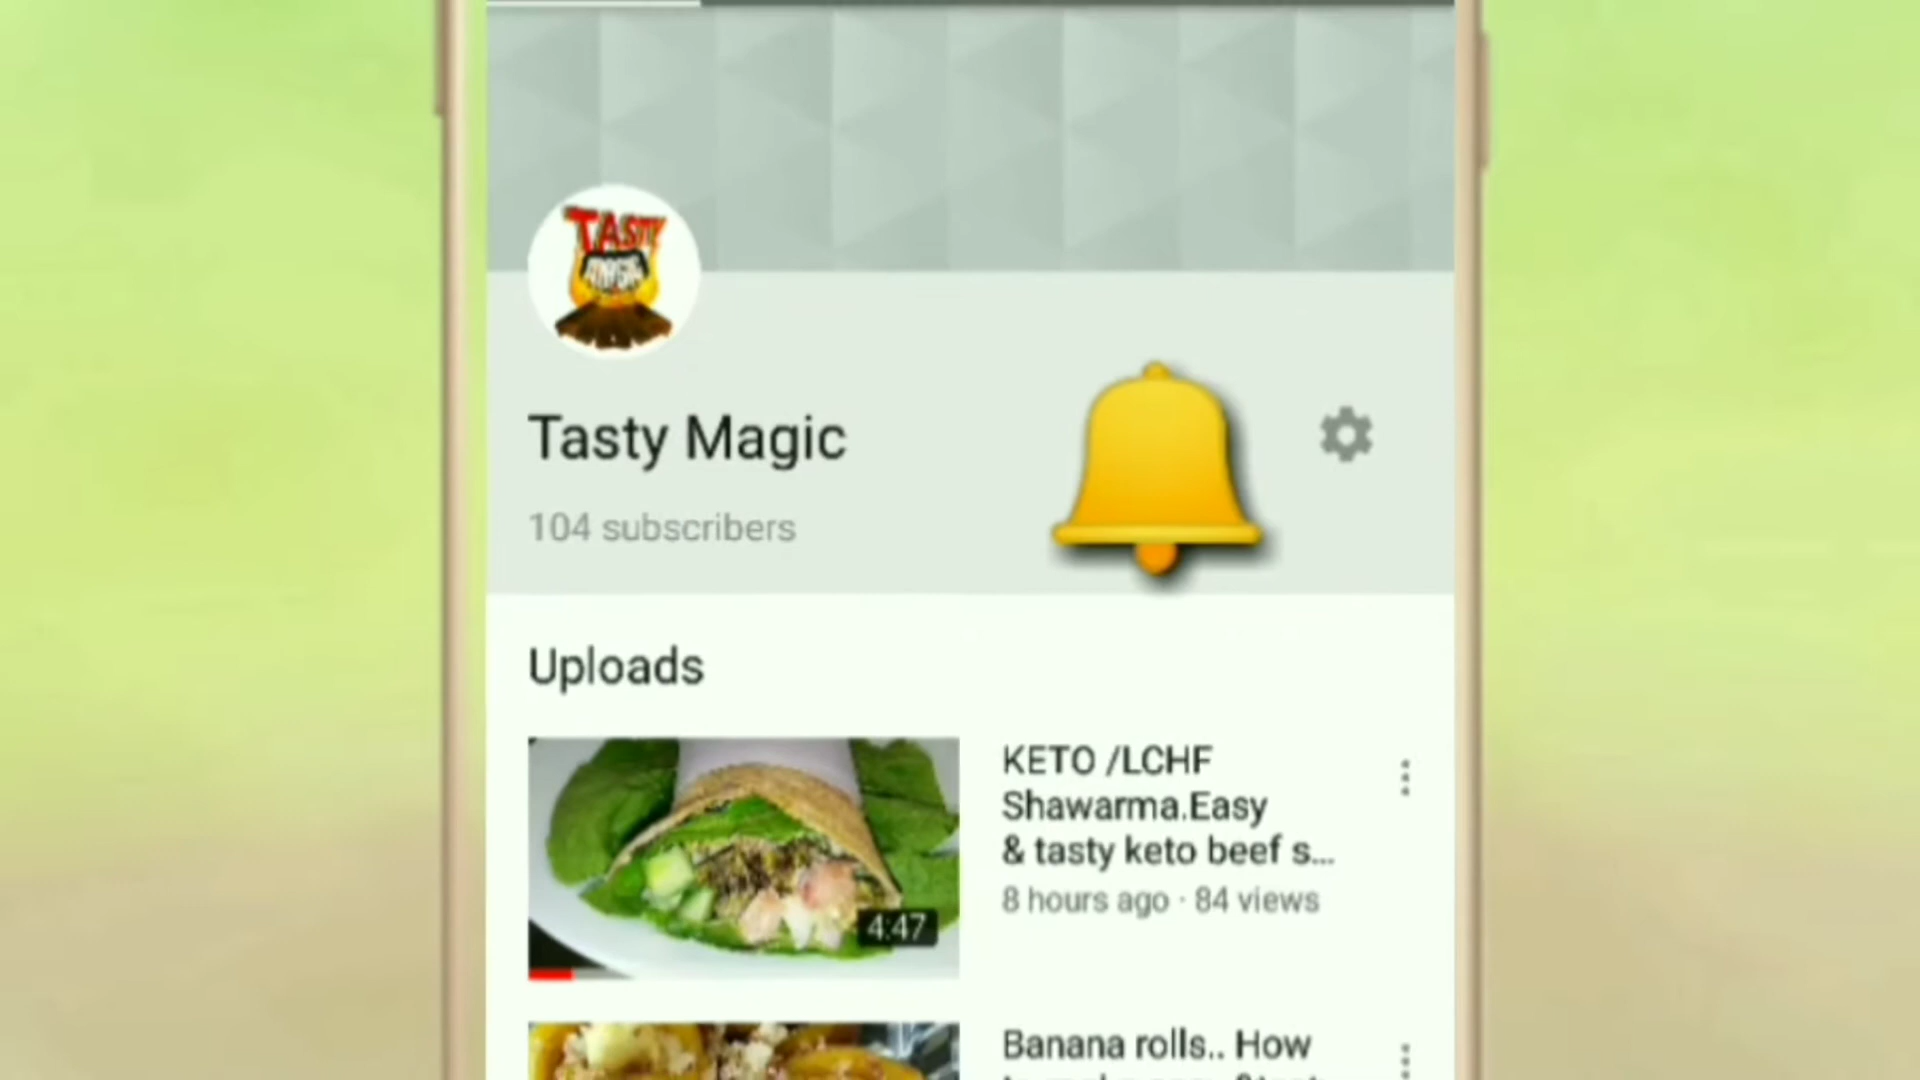 TASTY
MAGIC
Tasty Magic
104 subscribers
Uploads
4:47
KETO /LCHF
Shawarma.Easy
& tasty keto beef s...
8 hours ago · 84 views
Banana rolls.. How